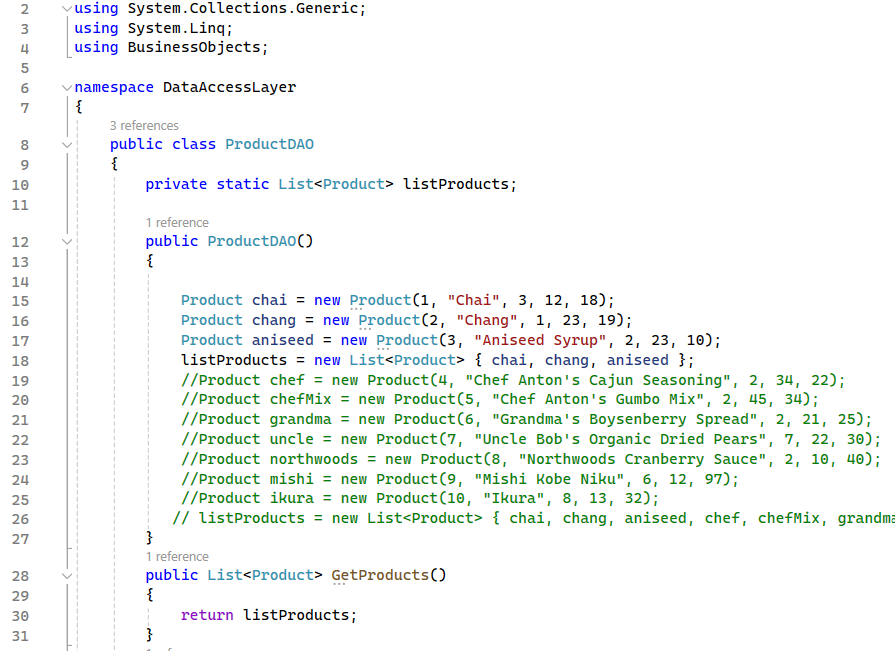 2 using System.Collections.Generic;
3 using System.Linq;
4 using BusinessObjects;
5
6 namespace DataAccessLayer
7 {
3 references
8 public class ProductDAO
9 {
10 private static List<Product> listProducts;
11
1 reference
12 public ProductDAO()
13 {
14
15 Product chai = new Product(1, "Chai", 3, 12, 18);
16 Product chang = new Product(2, "Chang", 1, 23, 19);
17 Product aniseed = new Product(3, "Aniseed Syrup", 2, 23, 10);
18 listProducts = new List<Product> { chai, chang, aniseed };
19 //Product chef = new Product(4, "Chef Anton's Cajun Seasoning", 2, 34, 22);
20 //Product chefMix = new Product(5, "Chef Anton's Gumbo Mix", 2, 45, 34);
21 //Product grandma = new Product(6, "Grandma's Boysenberry Spread", 2, 21, 25);
22 //Product uncle = new Product(7, "Uncle Bob's Organic Dried Pears", 7, 22, 30);
23 //Product northwoods = new Product(8, "Northwoods Cranberry Sauce", 2, 10, 40);
24 //Product mishi = new Product(9, "Mishi Kobe Niku", 6, 12, 97);
25 //Product ikura = new Product(10, "Ikura", 8, 13, 32);
26 // listProducts = new List<Product> { chai, chang, aniseed, chef, chefMix, grandma
27 }
1 reference
28 public List<Product> GetProducts()
29 {
30 return listProducts;
31 }